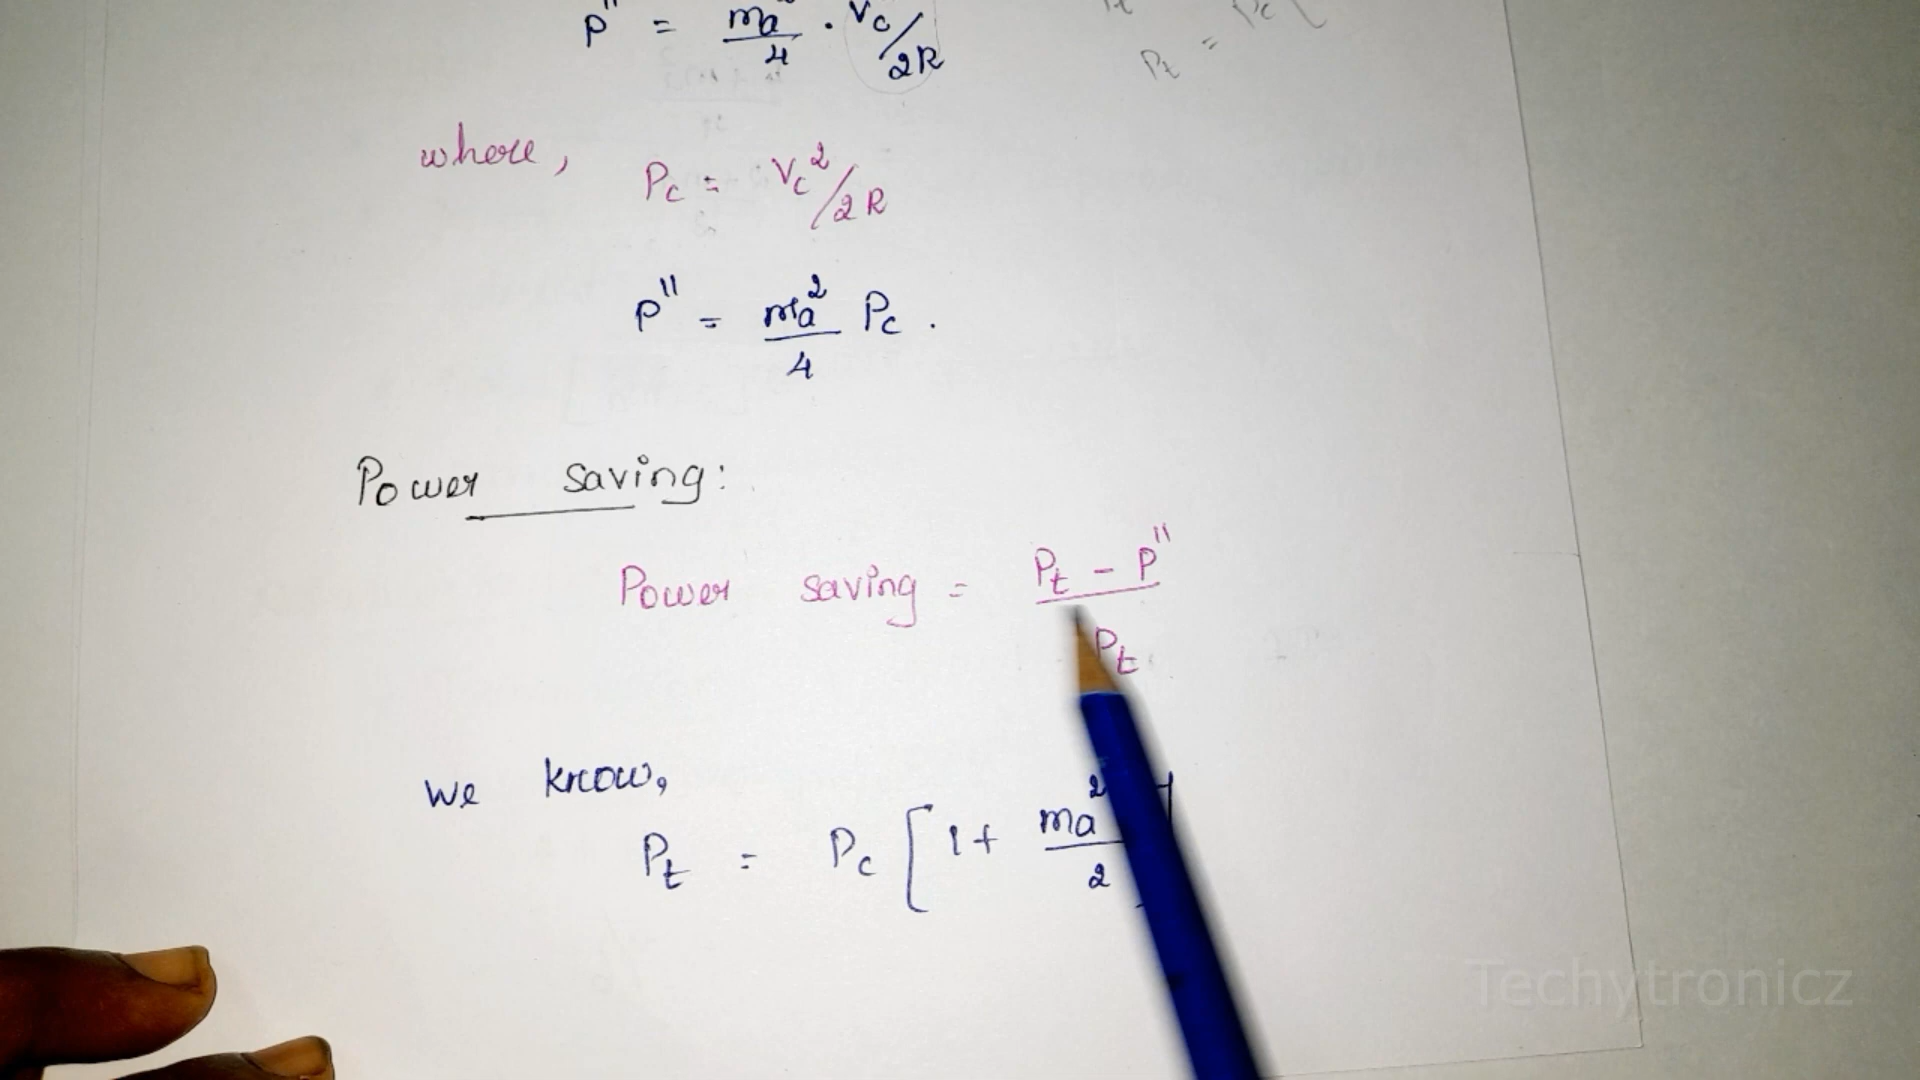 P'' = ma²/4 · Vc/2R
where, Pc = Vc²/2R
P'' = ma²/4 Pc .
Power saving:
Power saving = Pt - P''/Pt
we know,
Pt = Pc [1 + ma²/2]
Techytronicz